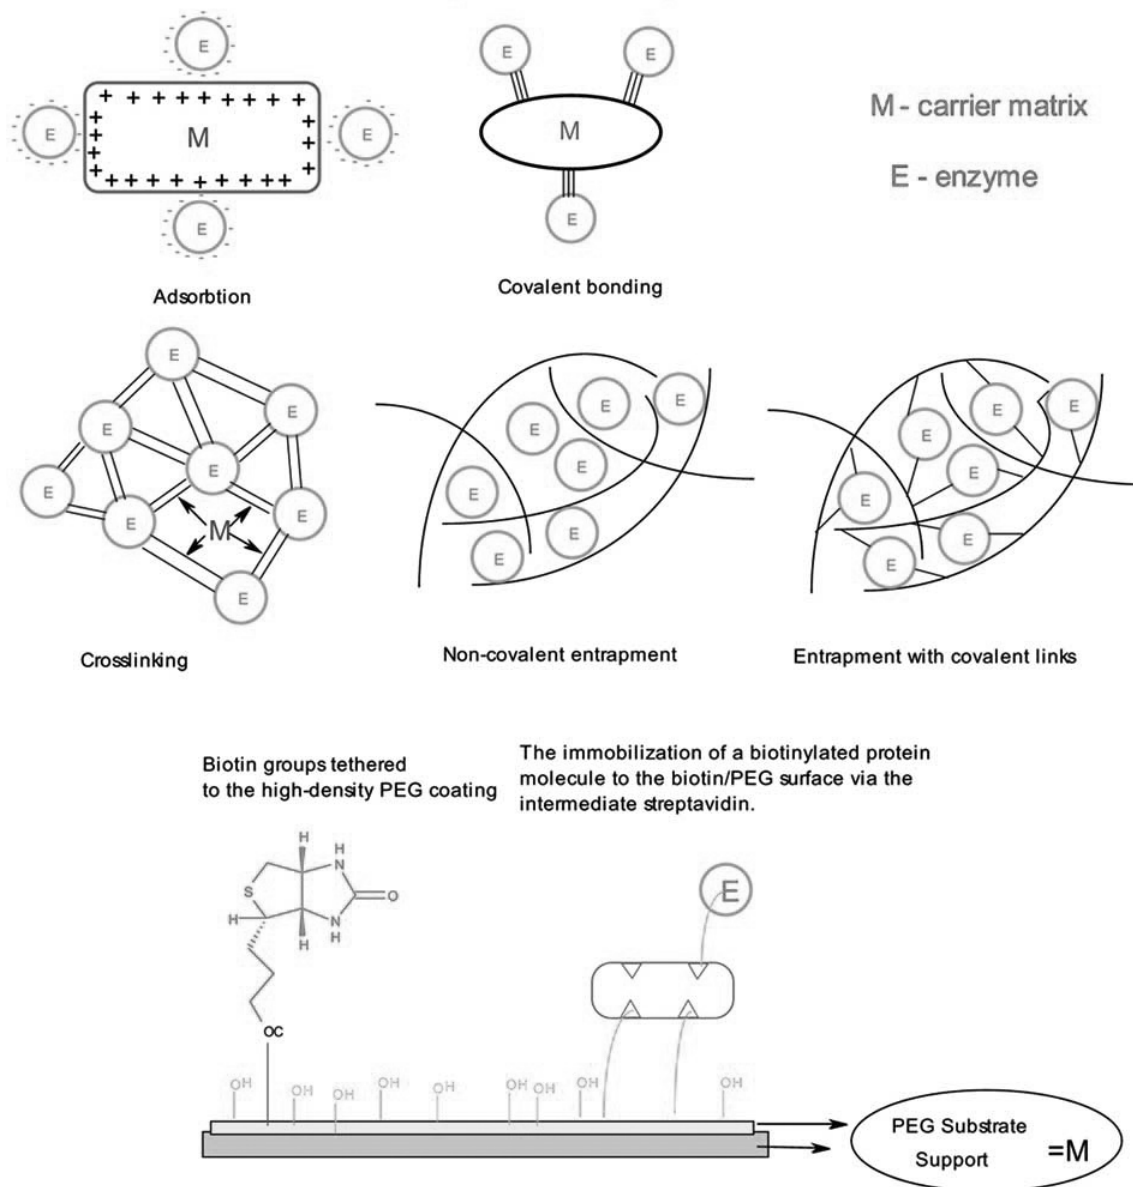 E
+ + + + + + + + +
E
+
+
+
+
M
+
+
+
E
+ + + + + + + + +
E
Adsorbtion
E
E
M
E
Covalent bonding
M - carrier matrix
E - enzyme
E
E
E
E
E
E
E
M
E
Crosslinking
E
E
E
E
E
E
E
Non-covalent entrapment
E
E
E
E
E
E
E
Entrapment with covalent links
Biotin groups tethered
to the high-density PEG coating
The immobilization of a biotinylated protein
molecule to the biotin/PEG surface via the
intermediate streptavidin.
H
H
N
S
O
H
N
H
H
OC
E
OH
OH
OH
OH
OH
OH
OH
OH
OH
PEG Substrate
Support =M